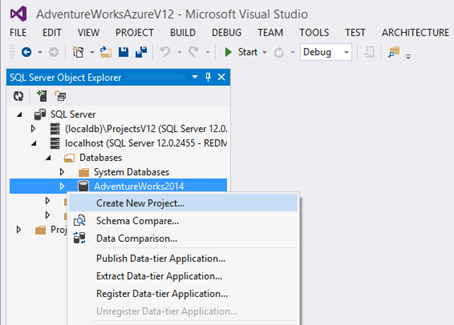 AdventureWorksAzureV12 - Microsoft Visual Studio
FILE EDIT VIEW PROJECT BUILD DEBUG TEAM TOOLS TEST ARCHITECTURE
Start Debug
SQL Server Object Explorer
SQL Server
(localdb)\ProjectsV12 (SQL Server 12.0.
localhost (SQL Server 12.0.2455 - REDM
Databases
System Databases
AdventureWorks2014
Create New Project...
Schema Compare...
Data Comparison...
Proj
Publish Data-tier Application...
Extract Data-tier Application...
Register Data-tier Application...
Unregister Data-tier Application...